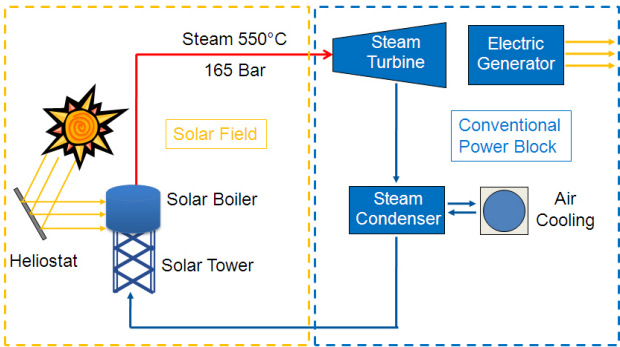 Steam 550°C
165 Bar
Steam
Turbine
Electric
Generator
Solar Field
Conventional
Power Block
Solar Boiler
Steam
Condenser
Air
Cooling
Heliostat
Solar Tower